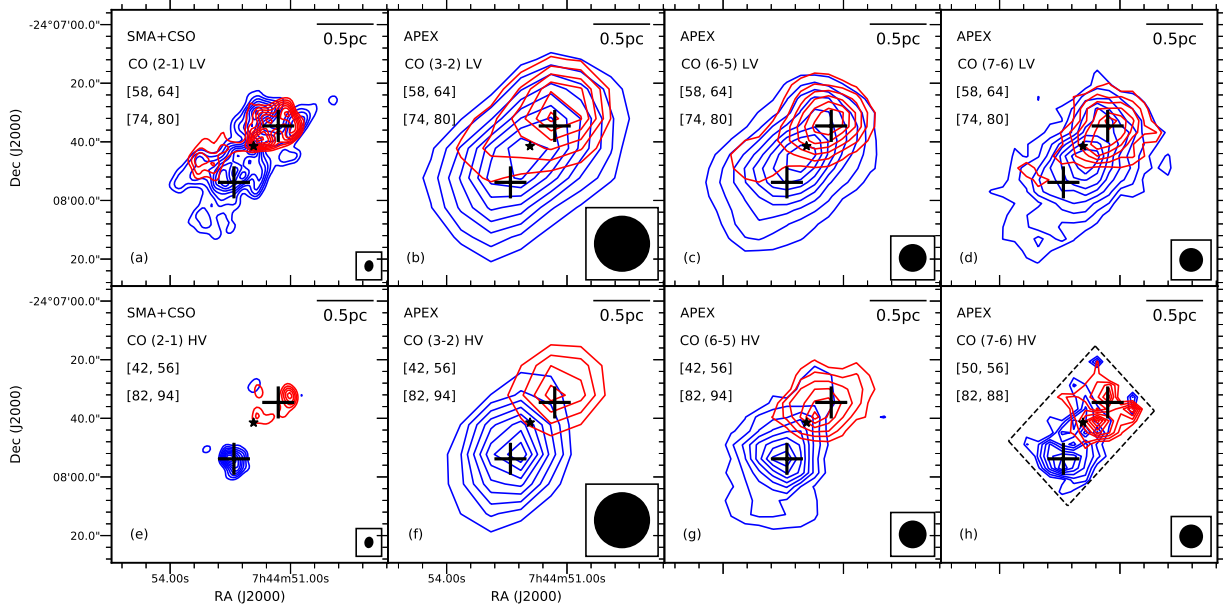 -24°07'00.0"
20.0"
40.0"
08'00.0"
20.0"
Dec (J2000)
SMA+CSO
0.5pc
CO (2-1) LV
[58, 64]
[74, 80]
(a)
APEX
0.5pc
CO (3-2) LV
[58, 64]
[74, 80]
(b)
APEX
0.5pc
CO (6-5) LV
[58, 64]
[74, 80]
(c)
APEX
0.5pc
CO (7-6) LV
[58, 64]
[74, 80]
(d)
-24°07'00.0"
20.0"
40.0"
08'00.0"
20.0"
Dec (J2000)
SMA+CSO
0.5pc
CO (2-1) HV
[42, 56]
[82, 94]
(e)
APEX
0.5pc
CO (3-2) HV
[42, 56]
[82, 94]
(f)
APEX
0.5pc
CO (6-5) HV
[42, 56]
[82, 94]
(g)
APEX
0.5pc
CO (7-6) HV
[50, 56]
[82, 88]
(h)
54.00s 7h44m51.00s
RA (J2000)
54.00s 7h44m51.00s
RA (J2000)